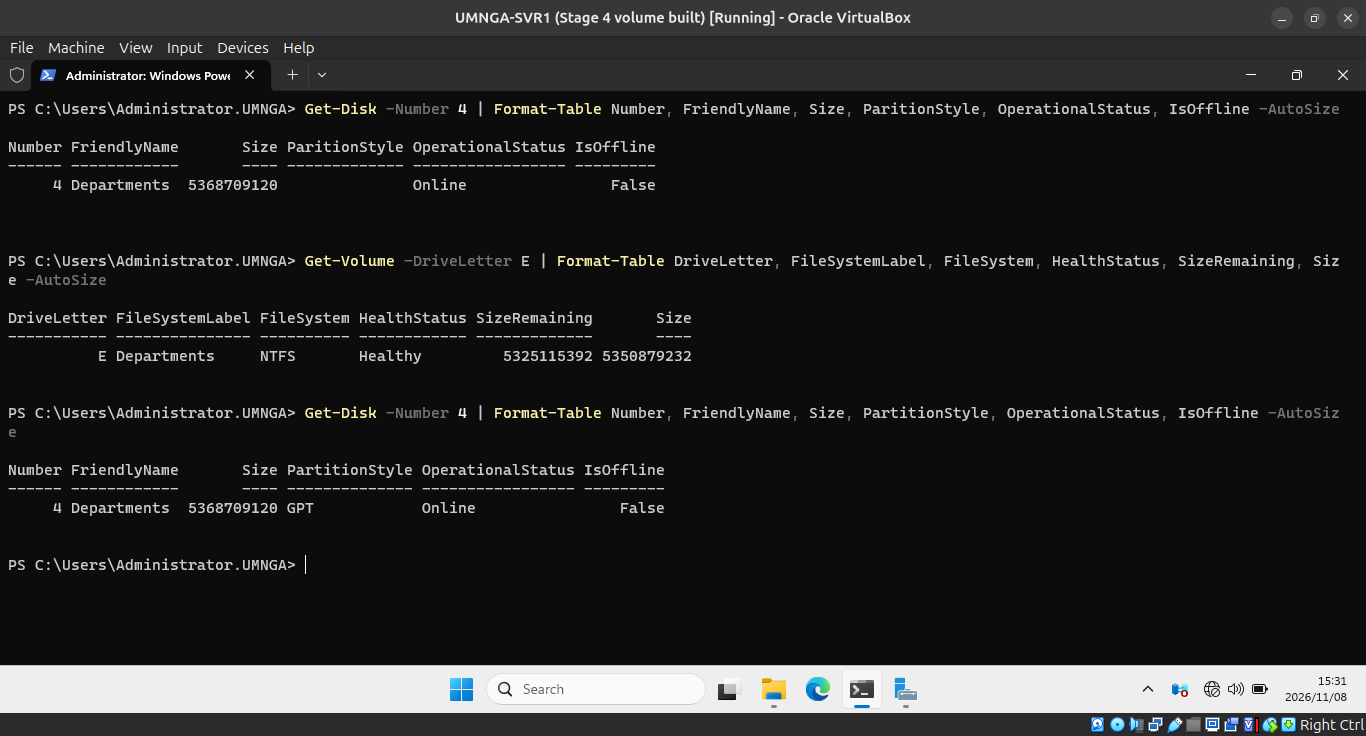 UMNGA-SVR1 (Stage 4 volume built) [Running] - Oracle VirtualBox
File Machine View Input Devices Help
Administrator: Windows Powe
PS C:\Users\Administrator.UMNGA> Get-Disk -Number 4 | Format-Table Number, FriendlyName, Size, ParitionStyle, OperationalStatus, IsOffline -AutoSize
Number FriendlyName Size ParitionStyle OperationalStatus IsOffline
------ ------------ ---- ------------- ----------------- ---------
4 Departments 5368709120 Online False
PS C:\Users\Administrator.UMNGA> Get-Volume -DriveLetter E | Format-Table DriveLetter, FileSystemLabel, FileSystem, HealthStatus, SizeRemaining, Siz
e -AutoSize
DriveLetter FileSystemLabel FileSystem HealthStatus SizeRemaining Size
----------- --------------- ---------- ------------ ------------- ----
E Departments NTFS Healthy 5325115392 5350879232
PS C:\Users\Administrator.UMNGA> Get-Disk -Number 4 | Format-Table Number, FriendlyName, Size, PartitionStyle, OperationalStatus, IsOffline -AutoSiz
e
Number FriendlyName Size PartitionStyle OperationalStatus IsOffline
------ ------------ ---- -------------- ----------------- ---------
4 Departments 5368709120 GPT Online False
PS C:\Users\Administrator.UMNGA>
Search
15:31
2026/11/08
Right Ctrl